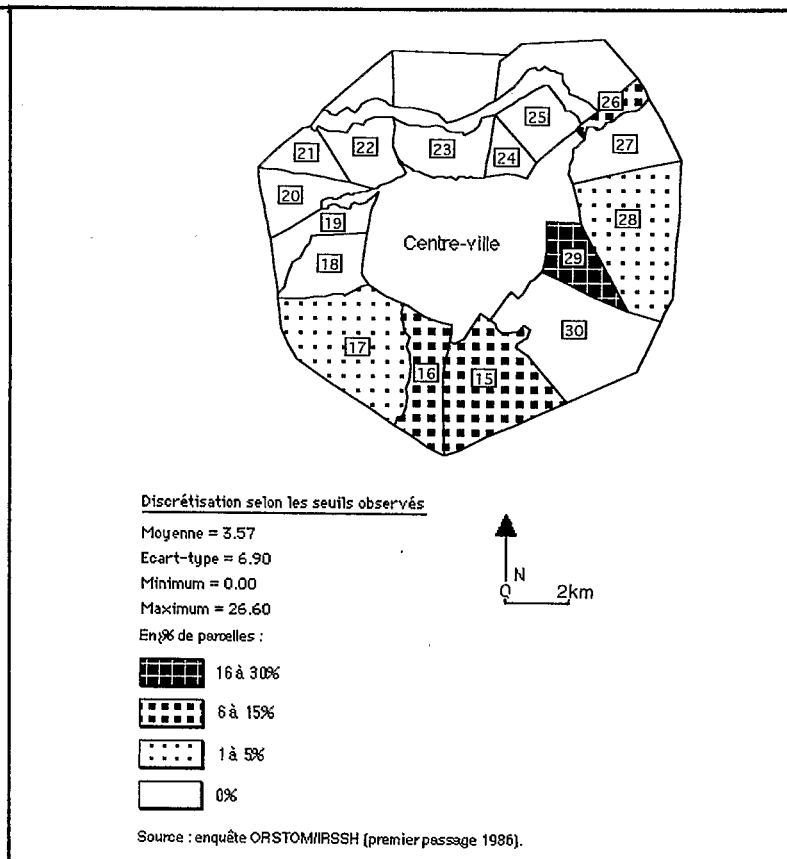 25
26
21
22
23
24
27
20
19
28
Centre-ville
18
29
17
30
16
15
Discrétisation selon les seuils observés
Moyenne = 3.57
Ecart-type = 6.90
Minimum = 0.00
Maximum = 26.60
N
0 2km
En % de parcelles :
16 à 30%
6 à 15%
1 à 5%
0%
Source : enquête ORSTOM/IRSSH (premier passage 1986).